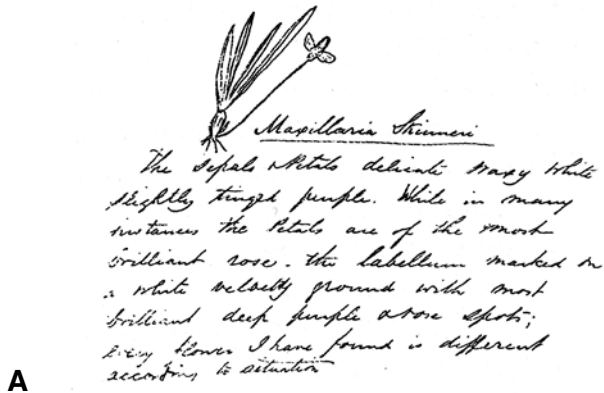 Maxillaria Skinneri
The Sepals & Petals delicate waxy white
slightly tinged purple. While in many
instances the Petals are of the most
brilliant rose. the labellum marked on
a white velvetty ground with most
brilliant deep purple & rose spots;
every flower I have found is different
according to situation
A